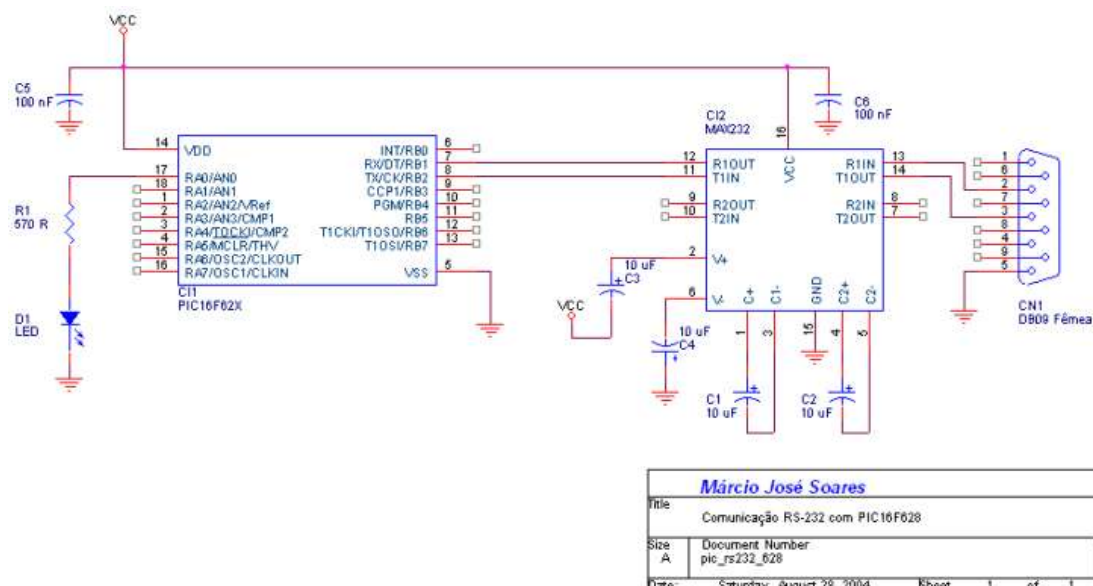 VCC
C5
100 nF
C6
100 nF
CI2
MAX232
14 VDD
17 RA0/AN0
18 RA1/AN1
1 RA2/AN2/VRef
2 RA3/AN3/CMP1
3 RA4/TOCKI/CMP2
4 RA5/MCLR/THV
15 RA6/OSC2/CLKOUT
16 RA7/OSC1/CLKIN
INT/RB0 6
RX/DT/RB1 7
TX/CK/RB2 8
CCP1/RB3 9
PGM/RB4 10
RB5 11
T1CKI/T1OSO/RB6 12
T1OSI/RB7 13
VSS 5
CI1
PIC16F62X
R1
570 R
D1
LED
12 R1OUT
11 T1IN
9 R2OUT
10 T2IN
2 V+
6 V-
16 VCC
R1IN 13
T1OUT 14
R2IN 8
T2OUT 7
C+ 1
C1- 3
GND 15
C2+ 4
C2- 5
10 uF
C3
VCC
10 uF
C4
C1
10 uF
C2
10 uF
1
6
2
7
3
8
4
9
5
CN1
DB09 Fêmea
Márcio José Soares
Title
Comunicação RS-232 com PIC16F628
Size
A
Document Number
pic_rs232_628
Date: Saturday, August 28, 2004 Sheet 1 of 1